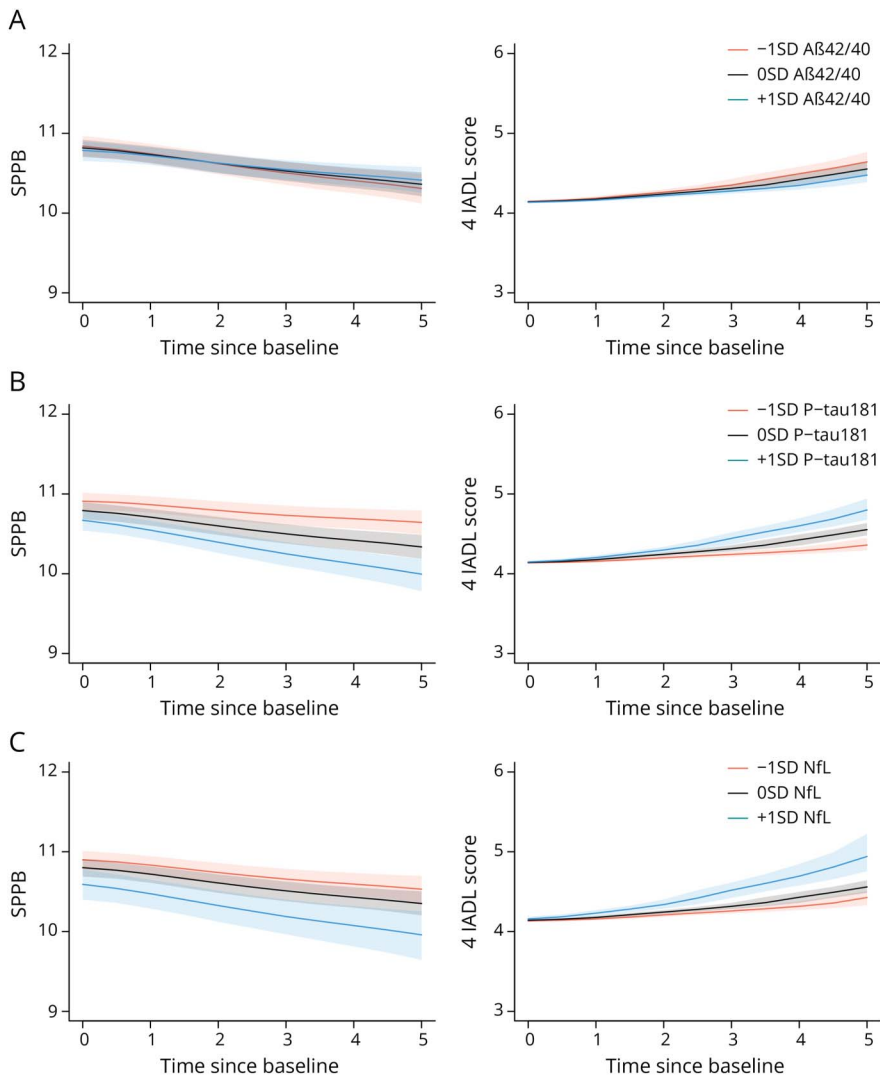 A
12
11
10
9
SPPB
0 1 2 3 4 5
Time since baseline
6
5
4
3
4 IADL score
−1SD Aß42/40
0SD Aß42/40
+1SD Aß42/40
0 1 2 3 4 5
Time since baseline
B
12
11
10
9
SPPB
0 1 2 3 4 5
Time since baseline
6
5
4
3
4 IADL score
−1SD P−tau181
0SD P−tau181
+1SD P−tau181
0 1 2 3 4 5
Time since baseline
C
12
11
10
9
SPPB
0 1 2 3 4 5
Time since baseline
6
5
4
3
4 IADL score
−1SD NfL
0SD NfL
+1SD NfL
0 1 2 3 4 5
Time since baseline